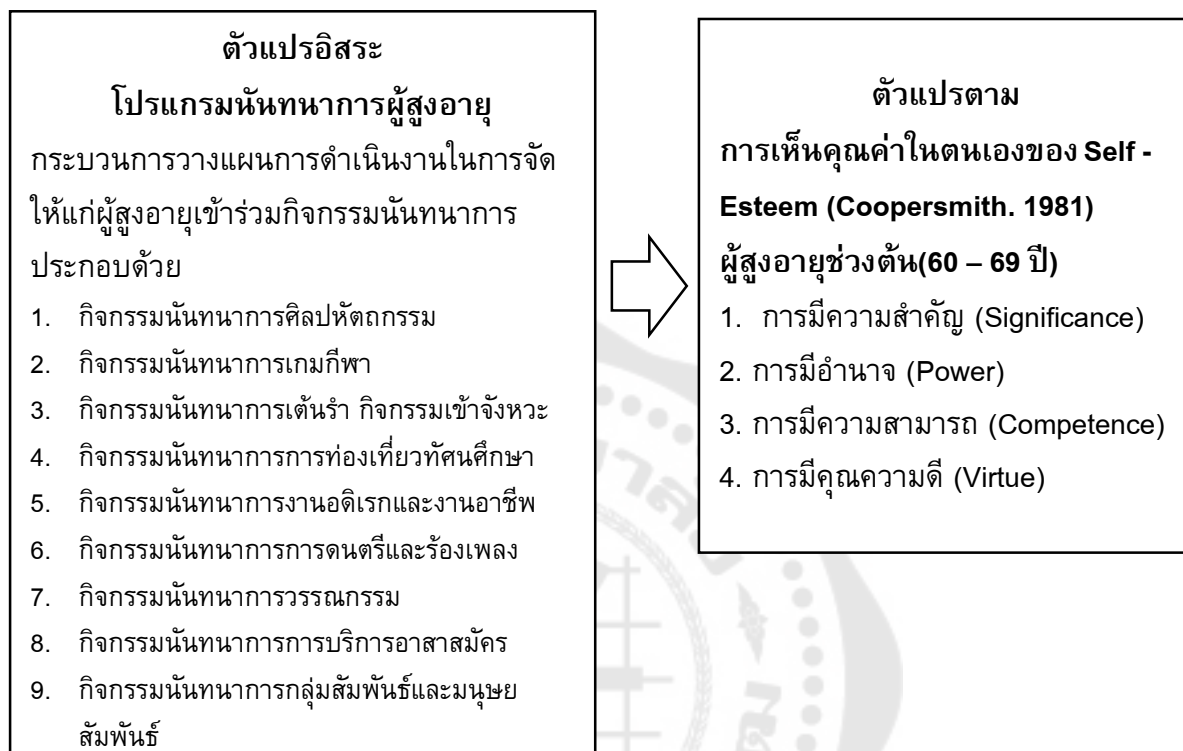 ตัวแปรอิสระ
โปรแกรมนันทนาการผู้สูงอายุ
กระบวนการวางแผนการดำเนินงานในการจัด
ให้แก่ผู้สูงอายุเข้าร่วมกิจกรรมนันทนาการ
ประกอบด้วย
1. กิจกรรมนันทนาการศิลปหัตถกรรม
2. กิจกรรมนันทนาการเกมกีฬา
3. กิจกรรมนันทนาการเต้นรำ กิจกรรมเข้าจังหวะ
4. กิจกรรมนันทนาการการท่องเที่ยวทัศนศึกษา
5. กิจกรรมนันทนาการงานอดิเรกและงานอาชีพ
6. กิจกรรมนันทนาการการดนตรีและร้องเพลง
7. กิจกรรมนันทนาการวรรณกรรม
8. กิจกรรมนันทนาการการบริการอาสาสมัคร
9. กิจกรรมนันทนาการกลุ่มสัมพันธ์และมนุษย
สัมพันธ์
ตัวแปรตาม
การเห็นคุณค่าในตนเองของ Self -
Esteem (Coopersmith. 1981)
ผู้สูงอายุช่วงต้น(60 – 69 ปี)
1. การมีความสำคัญ (Significance)
2. การมีอำนาจ (Power)
3. การมีความสามารถ (Competence)
4. การมีคุณความดี (Virtue)